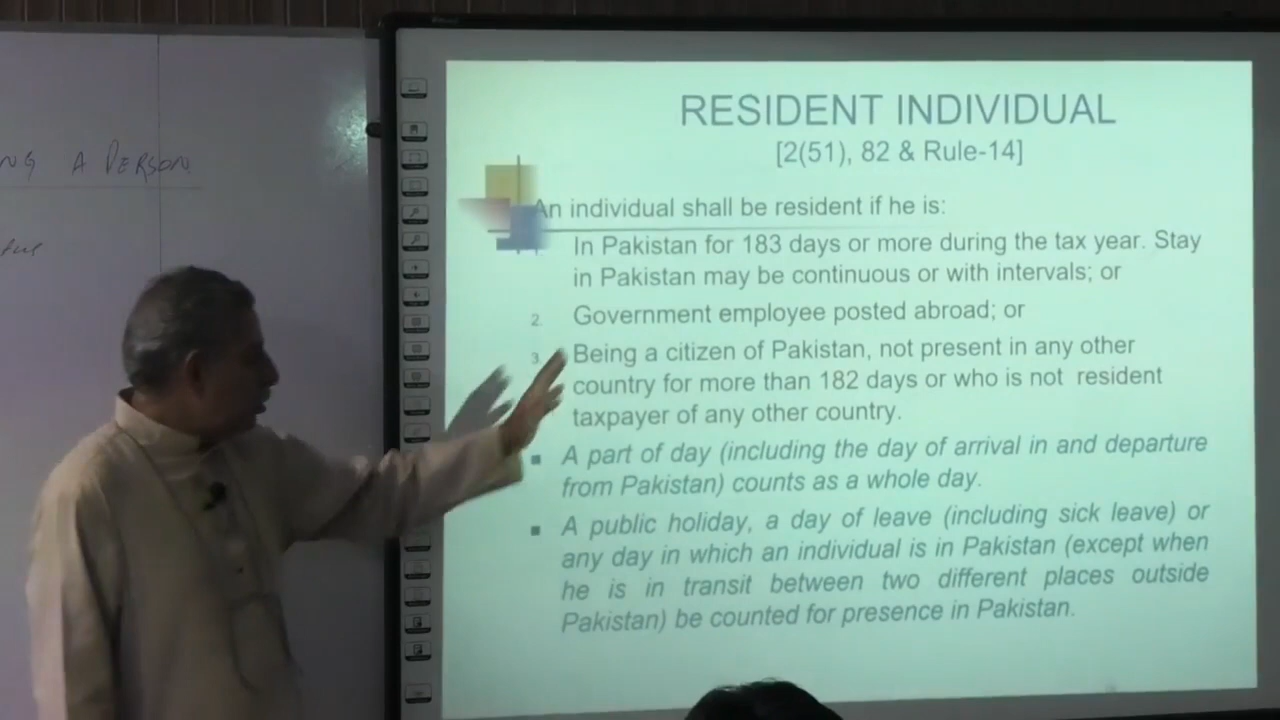 A PERSON
RESIDENT INDIVIDUAL
[2(51), 82 & Rule-14]
An individual shall be resident if he is:
In Pakistan for 183 days or more during the tax year. Stay
in Pakistan may be continuous or with intervals; or
2. Government employee posted abroad; or
3. Being a citizen of Pakistan, not present in any other
country for more than 182 days or who is not resident
taxpayer of any other country.
▪ A part of day (including the day of arrival in and departure
from Pakistan) counts as a whole day.
▪ A public holiday, a day of leave (including sick leave) or
any day in which an individual is in Pakistan (except when
he is in transit between two different places outside
Pakistan) be counted for presence in Pakistan.